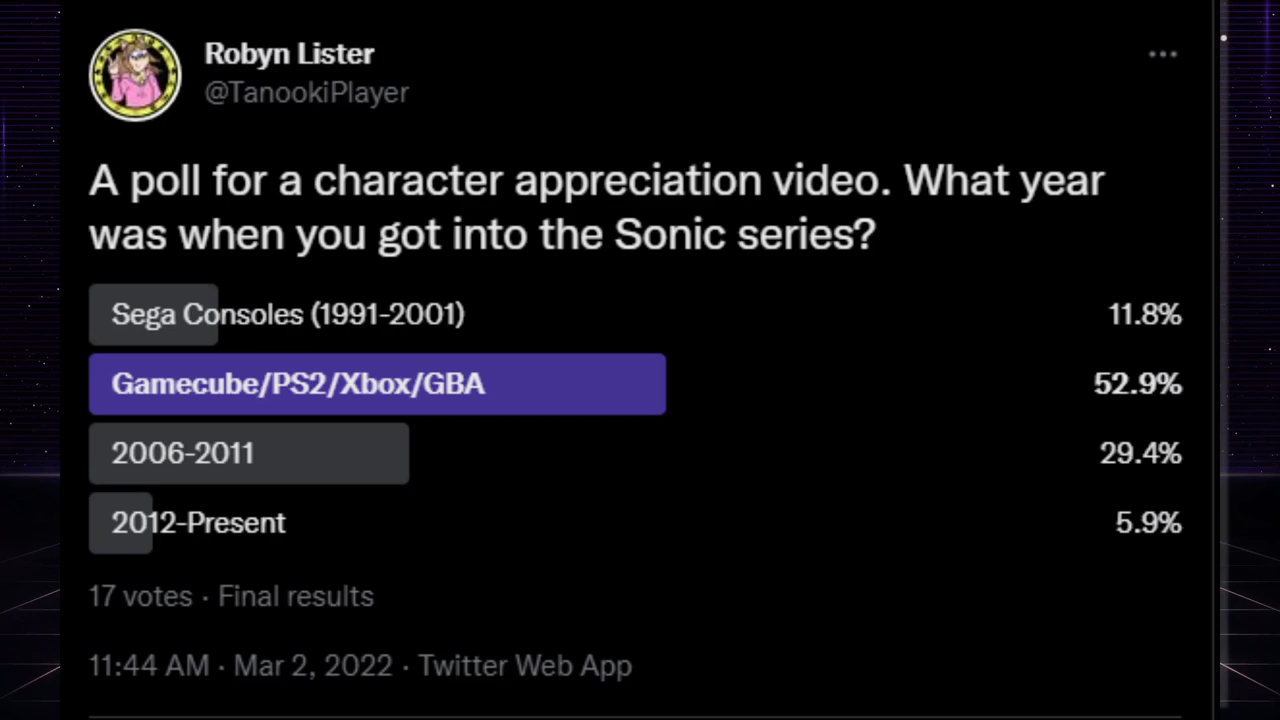 Robyn Lister
@TanookiPlayer
A poll for a character appreciation video. What year
was when you got into the Sonic series?
Sega Consoles (1991-2001) 11.8%
Gamecube/PS2/Xbox/GBA 52.9%
2006-2011 29.4%
2012-Present 5.9%
17 votes · Final results
11:44 AM · Mar 2, 2022 · Twitter Web App